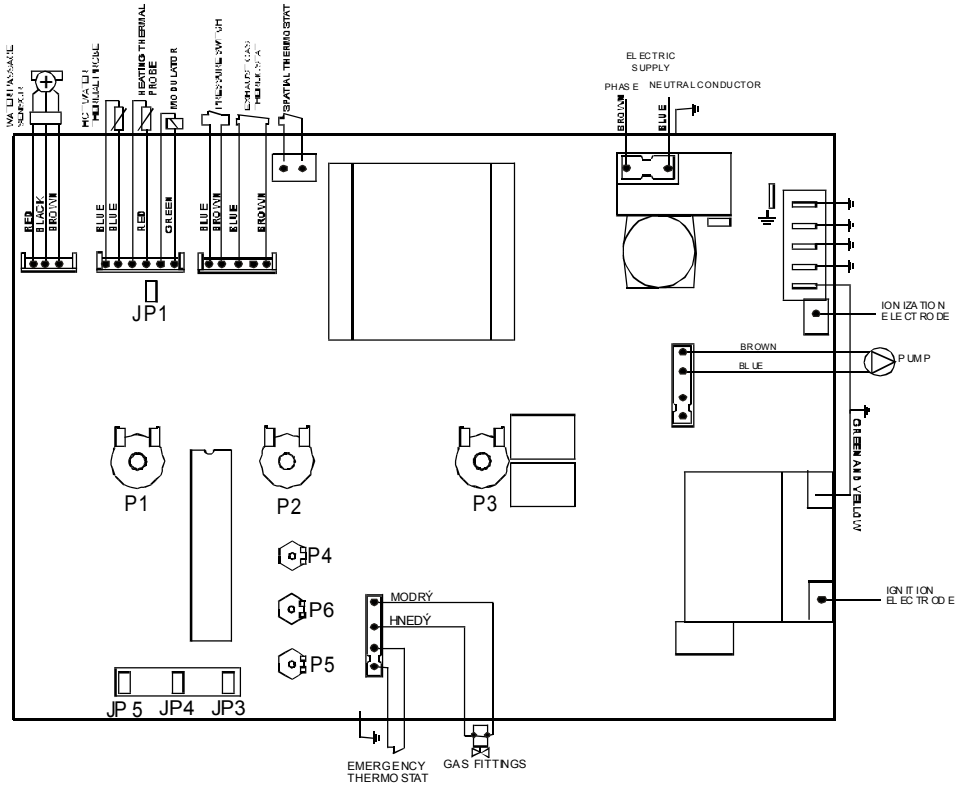 WATER PASSAGE
SENSOR
HOT WATER
THERMAL PROBE
HEATING THERMAL
PROBE
MODULATOR
PRESSURE SWITCH
EXHAUST GAS
THERMOSTAT
SPATIAL THERMOSTAT
ELECTRIC
SUPPLY
PHASE
NEUTRAL CONDUCTOR
BROWN
BLUE
RED
BLACK
BROWN
BLUE
BLUE
RED
GREEN
BLUE
BROWN
BLUE
BROWN
JP1
IONIZATION
ELECTRODE
BROWN
BLUE
PUMP
GREEN AND YELLOW
P1
P2
P3
P4
P6
P5
MODRÝ
HNEDÝ
IGNITION
ELECTRODE
JP5
JP4
JP3
EMERGENCY
THERMOSTAT
GAS FITTINGS